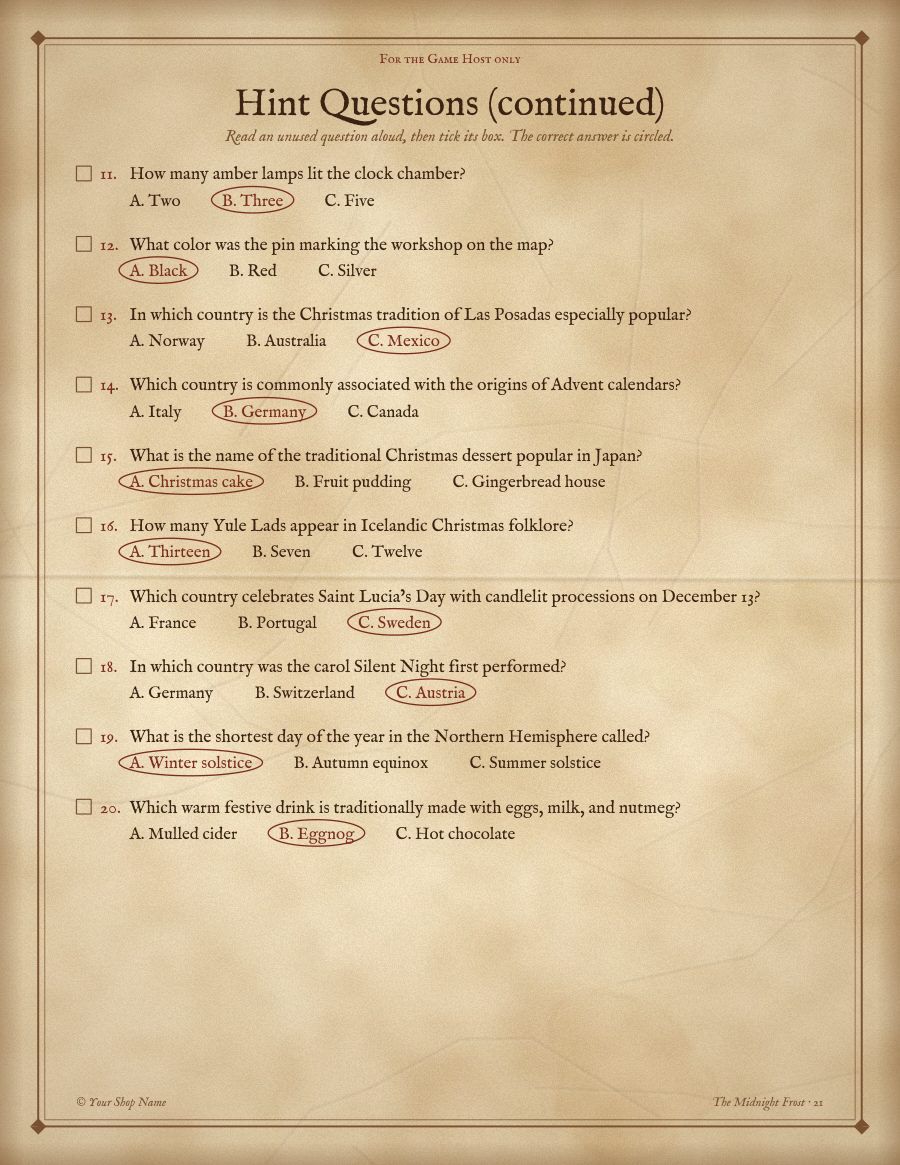 For the Game Host only
Hint Questions (continued)
Read an unused question aloud, then tick its box. The correct answer is circled.
11. How many amber lamps lit the clock chamber?
A. Two B. Three C. Five
12. What color was the pin marking the workshop on the map?
A. Black B. Red C. Silver
13. In which country is the Christmas tradition of Las Posadas especially popular?
A. Norway B. Australia C. Mexico
14. Which country is commonly associated with the origins of Advent calendars?
A. Italy B. Germany C. Canada
15. What is the name of the traditional Christmas dessert popular in Japan?
A. Christmas cake B. Fruit pudding C. Gingerbread house
16. How many Yule Lads appear in Icelandic Christmas folklore?
A. Thirteen B. Seven C. Twelve
17. Which country celebrates Saint Lucia's Day with candlelit processions on December 13?
A. France B. Portugal C. Sweden
18. In which country was the carol Silent Night first performed?
A. Germany B. Switzerland C. Austria
19. What is the shortest day of the year in the Northern Hemisphere called?
A. Winter solstice B. Autumn equinox C. Summer solstice
20. Which warm festive drink is traditionally made with eggs, milk, and nutmeg?
A. Mulled cider B. Eggnog C. Hot chocolate
© Your Shop Name The Midnight Frost · 21